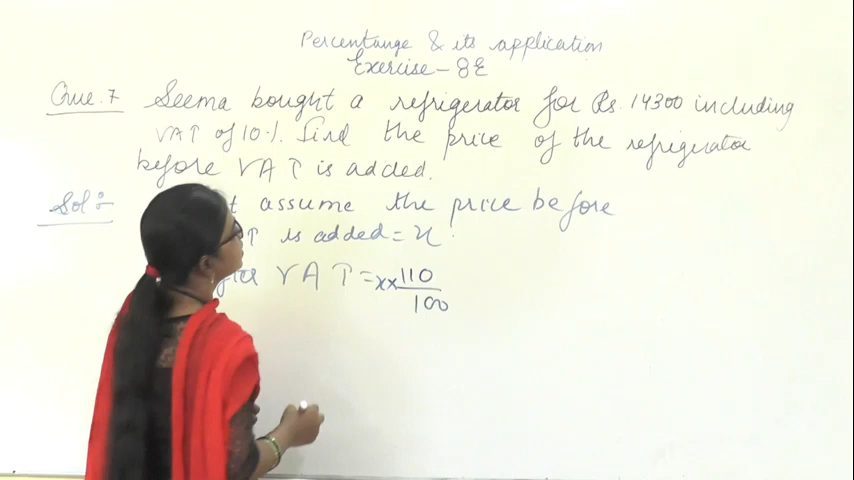 Percentange & its application
Exercise-8E
Que.7 Seema bought a refrigerator for Rs. 14300 including
VAT of 10%. Find the price of the refrigerator
before VAT is added.
Sol: assume the price before
is added = x.
VAT = x × 110
100